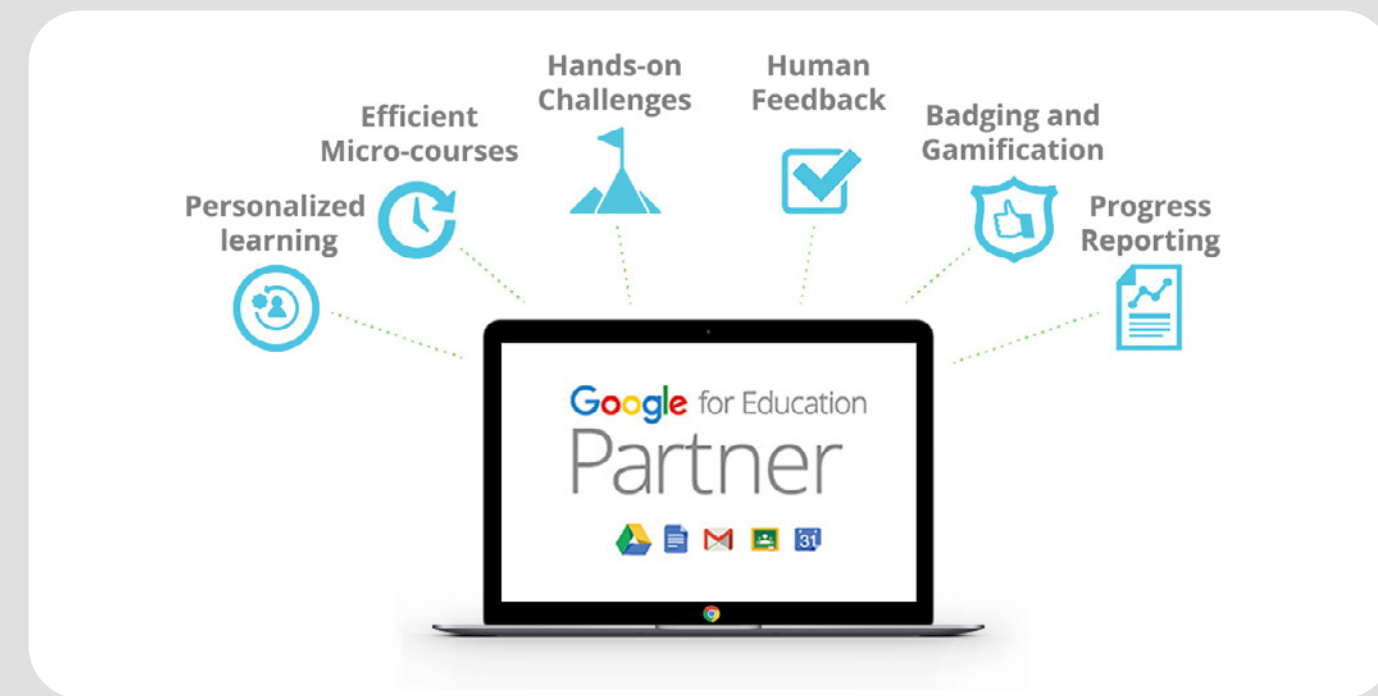 Hands-on
Challenges
Human
Feedback
Efficient
Micro-courses
Badging and
Gamification
Personalized
learning
Progress
Reporting
Google for Education
Partner
31